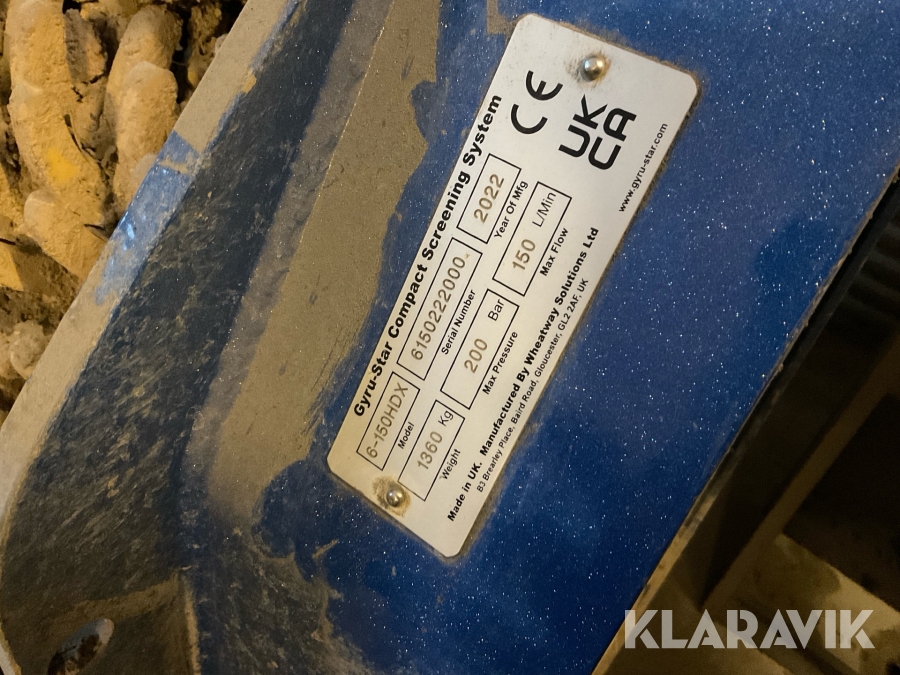 Gyru-Star Compact Screening System
6-150HDX 6150222000- 2022
Model Serial Number Year Of Mfg
1360 Kg 200 Bar 150 L/Min
Weight Max Pressure Max Flow
Made in UK. Manufactured By Wheatway Solutions Ltd
B3 Brearley Place, Baird Road, Gloucester, GL2 2AF, UK
CE
UK
CA
www.gyru-star.com
KLARAVIK